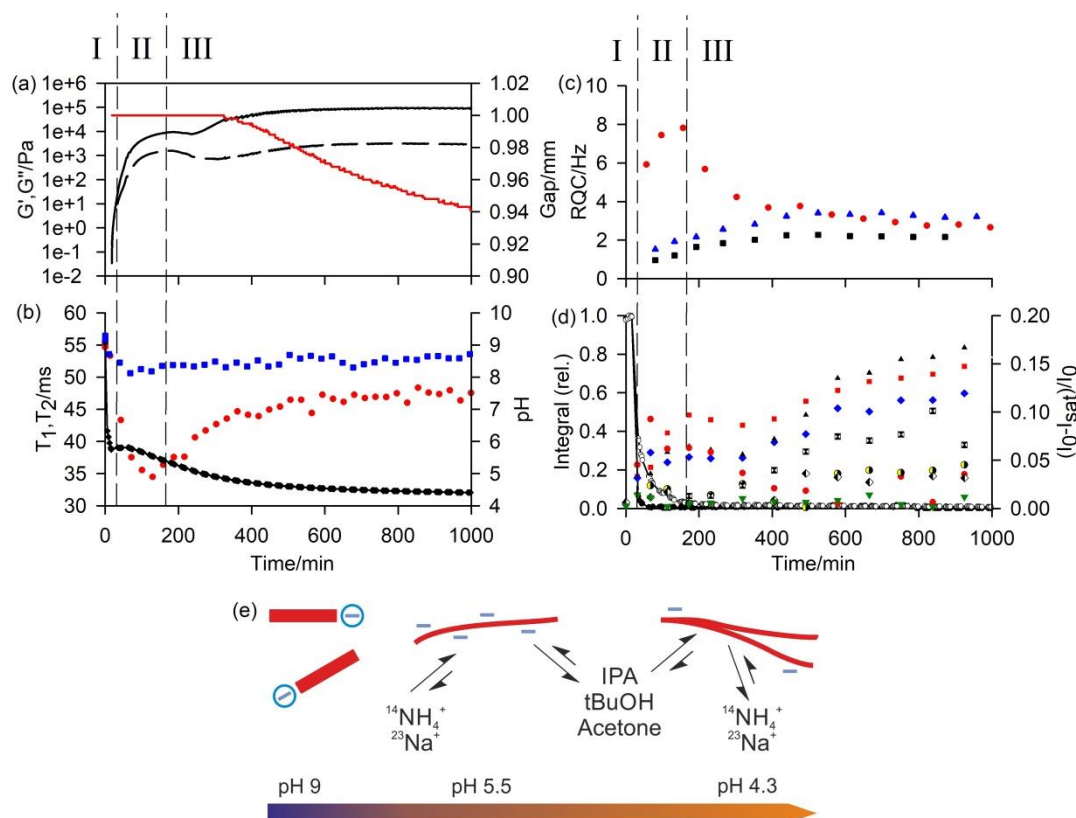 I II III
(a)
1e+6
1e+5
1e+4
1e+3
1e+2
1e+1
1e+0
1e-1
1e-2
G',G"/Pa
1.02
1.00
0.98
0.96
0.94
0.92
0.90
Gap/mm
(b)
60
55
50
45
40
35
30
T1,T2/ms
10
9
8
7
6
5
4
pH
0 200 400 600 800 1000
Time/min
I II III
(c)
10
8
6
4
2
0
RQC/Hz
(d)
1.0
0.8
0.6
0.4
0.2
0.0
Integral (rel.)
0.20
0.15
0.10
0.05
0.00
(I0-Isat)/I0
0 200 400 600 800 1000
Time/min
(e)
14NH4+
23Na+
IPA
tBuOH
Acetone
14NH4+
23Na+
pH 9 pH 5.5 pH 4.3